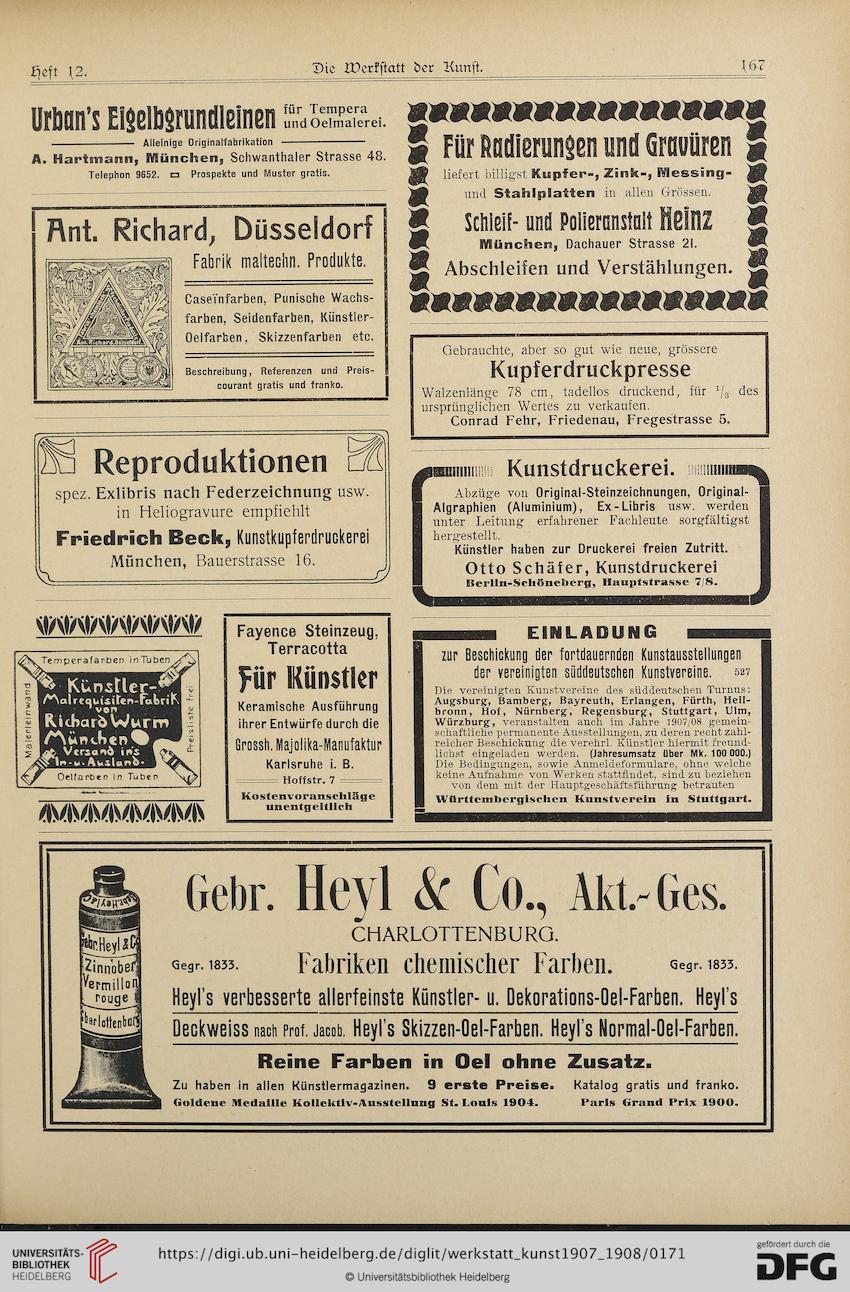 Heft 12.
Die Werkstatt der Kunst.
167
Urban's Eigelbgrundleinen für Tempera und Oelmalerei.
Alleinige Originalfabrikation
A. Hartmann, München, Schwanthaler Strasse 48.
Telephon 9652. Prospekte und Muster gratis.
Ant. Richard, Düsseldorf
Fabrik maltechn. Produkte.
Caseïnfarben, Punische Wachs-
farben, Seidenfarben, Künstler-
Oelfarben, Skizzenfarben etc.
Beschreibung, Referenzen und Preis-
courant gratis und franko.
Reproduktionen
spez. Exlibris nach Federzeichnung usw.
in Heliogravure empfiehlt
Friedrich Beck, Kunstkupferdruckerei
München, Bauerstrasse 16.
Temperafarben in Tuben
Malerleinwand
Künstler-
Malrequisiten-Fabrik
von
Richard Wurm
München
Versand in's
In- u. Ausland.
Preisliste frei
Oelfarben in Tuben
Fayence Steinzeug,
Terracotta
Für Künstler
Keramische Ausführung
ihrer Entwürfe durch die
Grossh. Majolika-Manufaktur
Karlsruhe i. B.
Hoffstr. 7
Kostenvoranschläge
unentgeltlich
Für Radierungen und Gravüren
liefert billigst Kupfer-, Zink-, Messing-
und Stahlplatten in allen Grössen.
Schleif- und Polieranstalt Heinz
München, Dachauer Strasse 21.
Abschleifen und Verstählungen.
Gebrauchte, aber so gut wie neue, grössere
Kupferdruckpresse
Walzenlänge 78 cm, tadellos druckend, für 1/3 des
ursprünglichen Wertes zu verkaufen.
Conrad Fehr, Friedenau, Fregestrasse 5.
Kunstdruckerei.
Abzüge von Original-Steinzeichnungen, Original-
Algraphien (Aluminium), Ex-Libris usw. werden
unter Leitung erfahrener Fachleute sorgfältigst
hergestellt.
Künstler haben zur Druckerei freien Zutritt.
Otto Schäfer, Kunstdruckerei
Berlin-Schöneberg, Hauptstrasse 7/8.
EINLADUNG
zur Beschickung der fortdauernden Kunstausstellungen
der vereinigten süddeutschen Kunstvereine. 527
Die vereinigten Kunstvereine des süddeutschen Turnus:
Augsburg, Bamberg, Bayreuth, Erlangen, Fürth, Heil-
bronn, Hof, Nürnberg, Regensburg, Stuttgart, Ulm,
Würzburg, veranstalten auch im Jahre 1907/08 gemein-
schaftliche permanente Ausstellungen, zu deren recht zahl-
reicher Beschickung die verehrl. Künstler hiermit freund-
lichst eingeladen werden. (Jahresumsatz über Mk. 100 000.)
Die Bedingungen, sowie Anmeldeformulare, ohne welche
keine Aufnahme von Werken stattfindet, sind zu beziehen
von dem mit der Hauptgeschäftsführung betrauten
Württembergischen Kunstverein in Stuttgart.
Gebr. Heyl & Co.
Zinnober
Vermillon
rouge
Charlottenburg
Gebr. Heyl & Co., Akt.-Ges.
CHARLOTTENBURG.
Gegr. 1833. Fabriken chemischer Farben. Gegr. 1833.
Heyl's verbesserte allerfeinste Künstler- u. Dekorations-Oel-Farben. Heyl's
Deckweiss nach Prof. Jacob. Heyl's Skizzen-Oel-Farben. Heyl's Normal-Oel-Farben.
Reine Farben in Oel ohne Zusatz.
Zu haben in allen Künstlermagazinen. 9 erste Preise. Katalog gratis und franko.
Goldene Medaille Kollektiv-Ausstellung St. Louis 1904. Paris Grand Prix 1900.
UNIVERSITÄTS-
BIBLIOTHEK
HEIDELBERG
https://digi.ub.uni-heidelberg.de/diglit/werkstatt_kunst1907_1908/0171
© Universitätsbibliothek Heidelberg
gefördert durch die
DFG